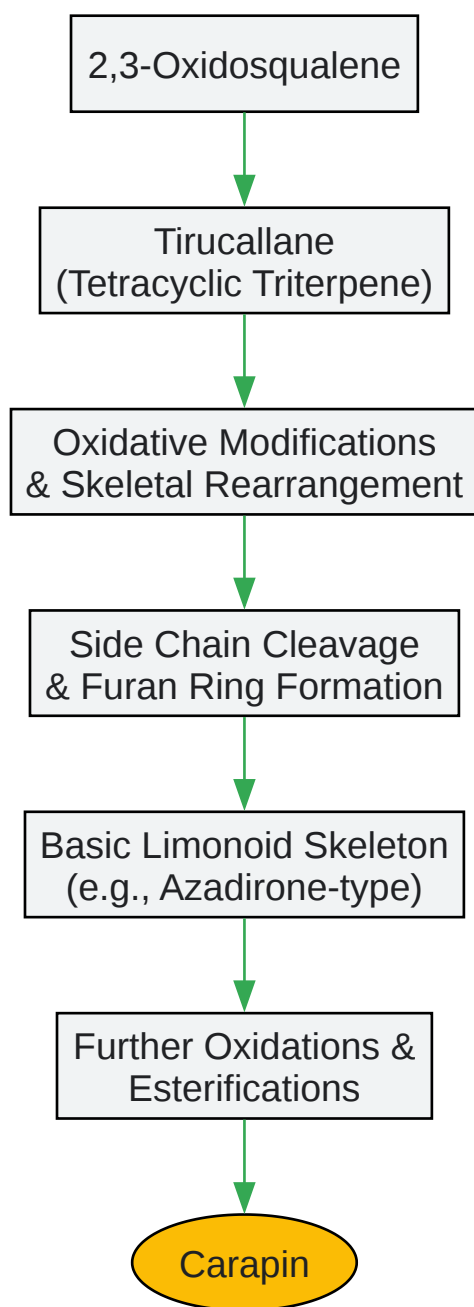 2,3-Oxidosqualene
Tirucallane
(Tetracyclic Triterpene)
Oxidative Modifications
& Skeletal Rearrangement
Side Chain Cleavage
& Furan Ring Formation
Basic Limonoid Skeleton
(e.g., Azadirone-type)
Further Oxidations &
Esterifications
Carapin